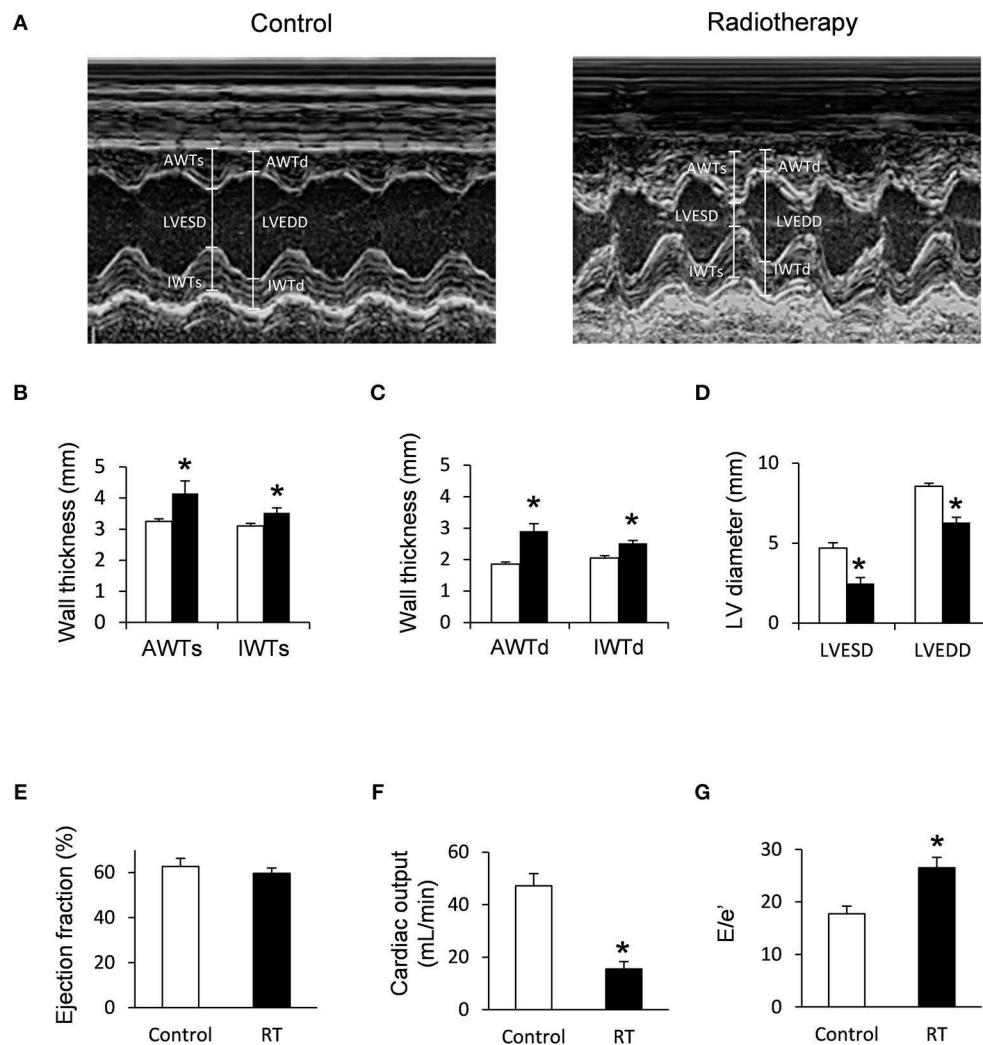 A
Control
Radiotherapy
AWTs
AWTd
LVESD
LVEDD
IWTs
IWTd
AWTs
AWTd
LVESD
LVEDD
IWTs
IWTd
B
Wall thickness (mm)
5
4
3
2
1
0
*
*
AWTs
IWTs
C
Wall thickness (mm)
5
4
3
2
1
0
*
*
AWTd
IWTd
D
LV diameter (mm)
10
5
0
*
*
LVESD
LVEDD
E
Ejection fraction (%)
60
40
60
0
Control
RT
F
Cardiac output
(mL/min)
60
40
20
0
*
Control
RT
G
E/e'
30
20
10
0
*
Control
RT